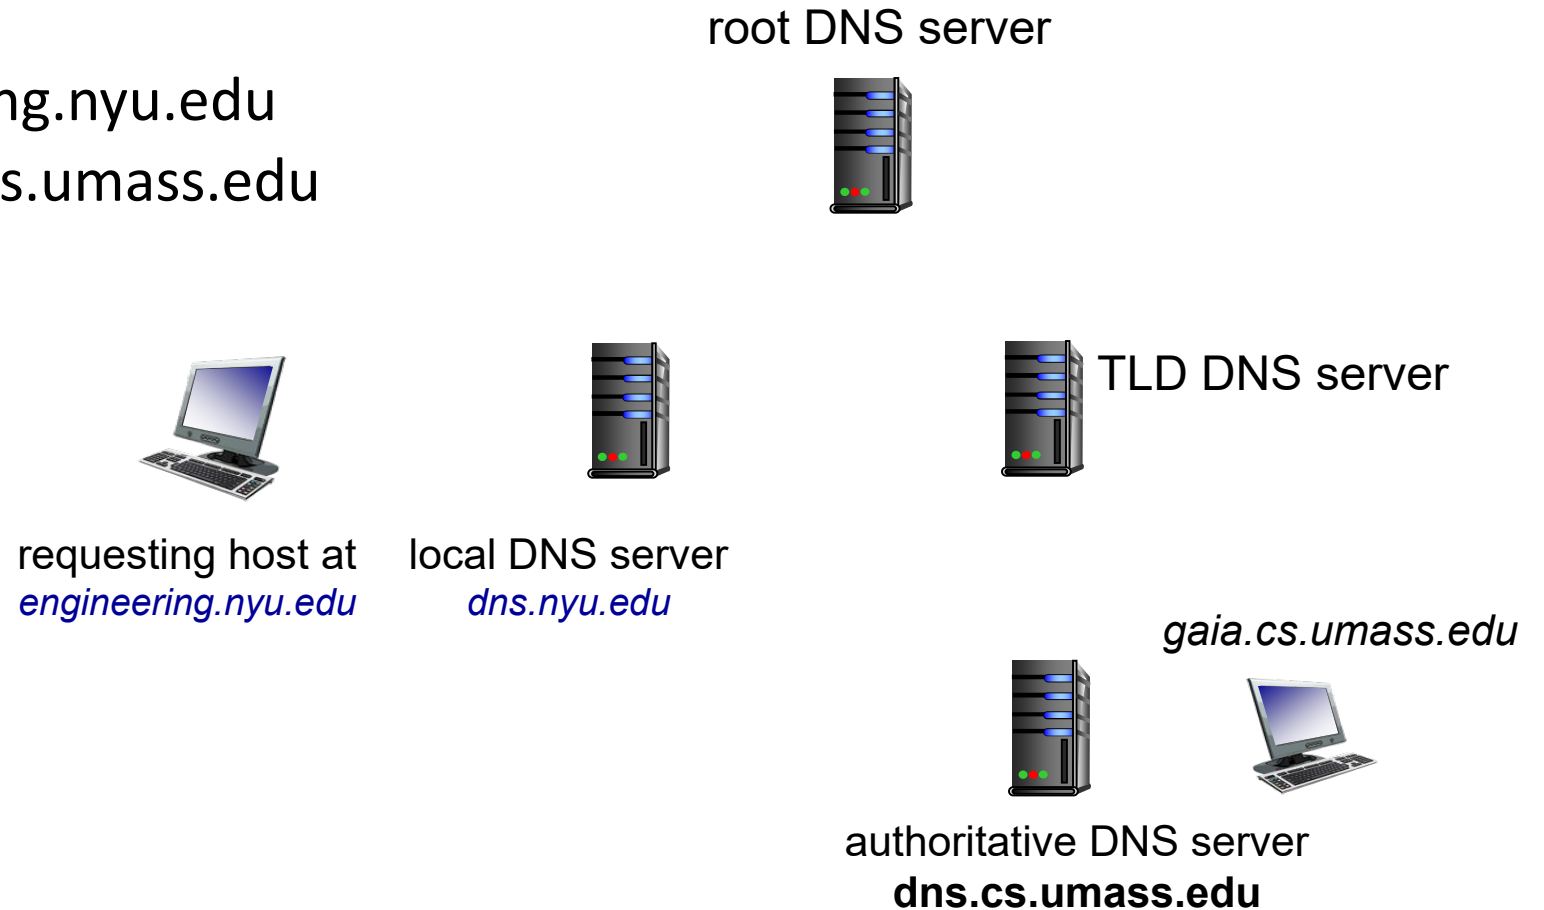 root DNS server
ng.nyu.edu
s.umass.edu
TLD DNS server
requesting host at
engineering.nyu.edu
local DNS server
dns.nyu.edu
gaia.cs.umass.edu
authoritative DNS server
dns.cs.umass.edu